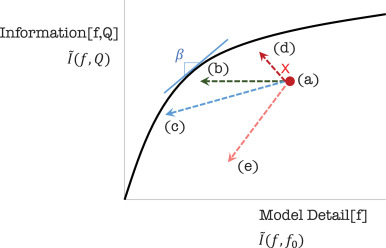 Information[f,Q]
Ĩ(f, Q)
β
(b)
(d)
X
(a)
(c)
(e)
Model Detail[f]
Ĩ(f, f₀)